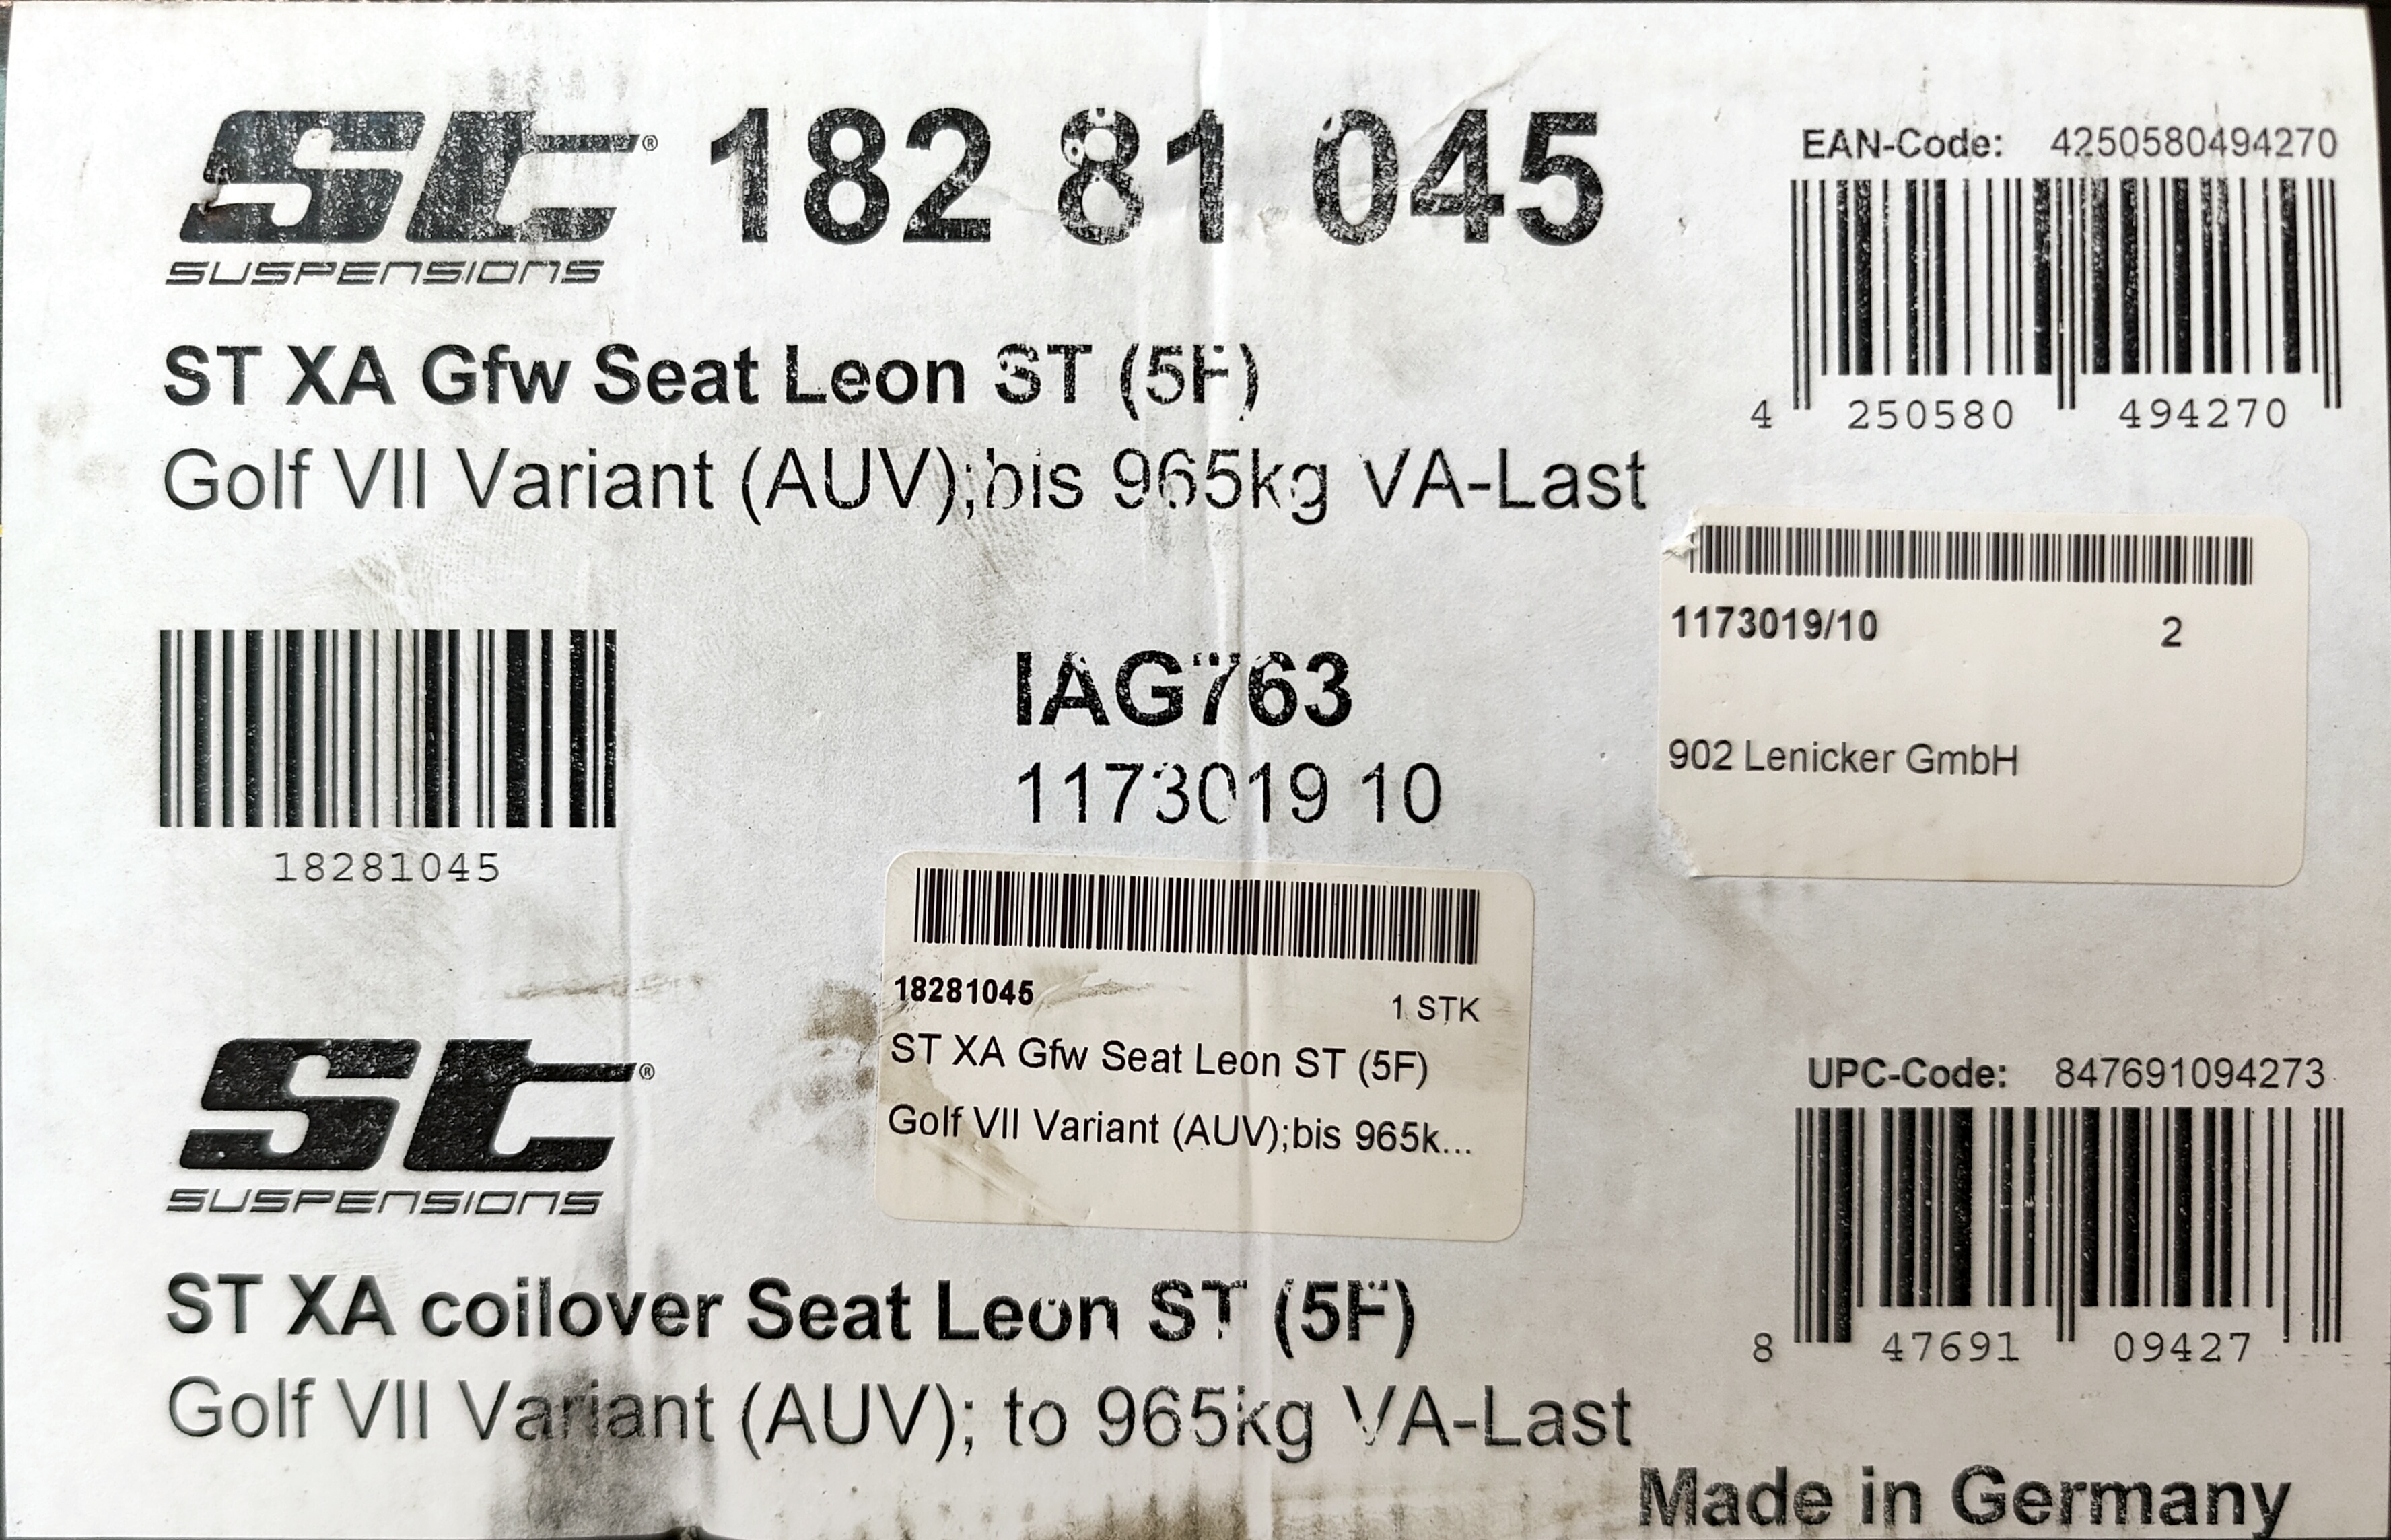 ST® 182 81 045
SUSPENSIONS
EAN-Code: 4250580494270
4 250580 494270
ST XA Gfw Seat Leon ST (5F)
Golf VII Variant (AUV);bis 965kg VA-Last
1173019/10 2
902 Lenicker GmbH
IAG763
1173019 10
18281045
18281045 1 STK
ST XA Gfw Seat Leon ST (5F)
Golf VII Variant (AUV);bis 965k...
ST®
SUSPENSIONS
UPC-Code: 847691094273
8 47691 09427
ST XA coilover Seat Leon ST (5F)
Golf VII Variant (AUV); to 965kg VA-Last
Made in Germany